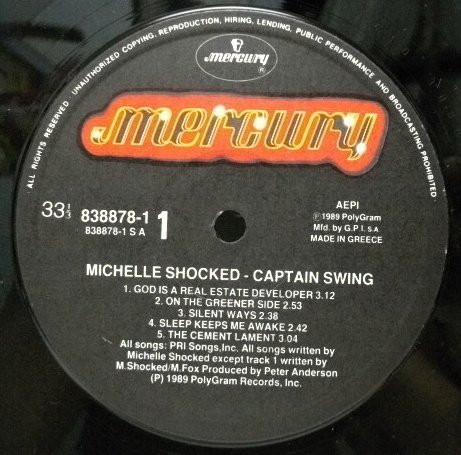 ALL RIGHTS RESERVED UNAUTHORIZED COPYING, REPRODUCTION, HIRING, LENDING, PUBLIC PERFORMANCE AND BROADCASTING PROHIBITED
mercury
®
mercury
33⅓ 838878-1 1
838878-1 S A
AEPI
℗1989 PolyGram
Mfd. by G.P.I. S.A
MADE IN GREECE
MICHELLE SHOCKED - CAPTAIN SWING
1. GOD IS A REAL ESTATE DEVELOPER 3.12
2. ON THE GREENER SIDE 2.53
3. SILENT WAYS 2.38
4. SLEEP KEEPS ME AWAKE 2.42
5. THE CEMENT LAMENT 3.04
All songs: PRI Songs,Inc. All songs written by
Michelle Shocked except track 1 written by
M.Shocked/M.Fox Produced by Peter Anderson
(P) 1989 PolyGram Records, Inc.